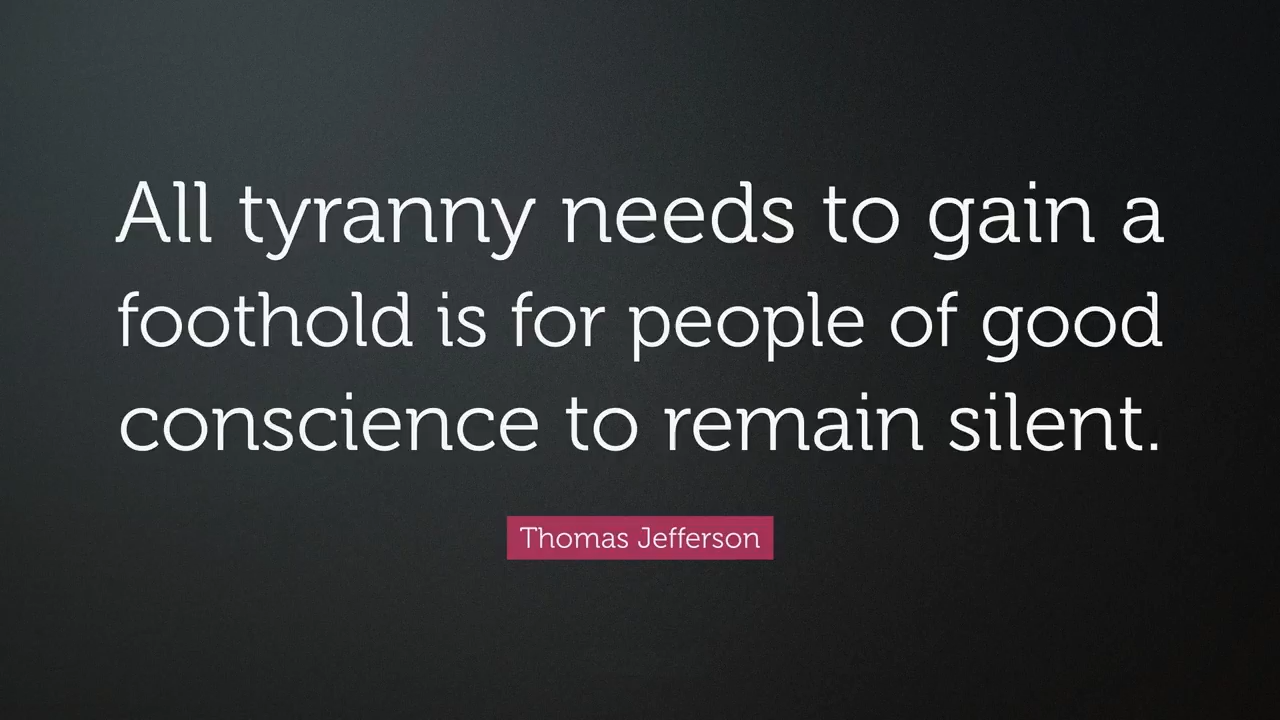 All tyranny needs to gain a
foothold is for people of good
conscience to remain silent.
Thomas Jefferson